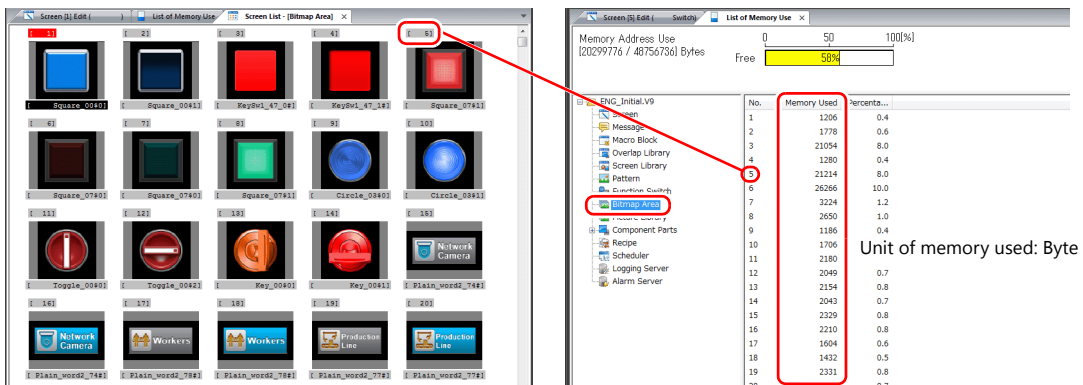 Screen [1] Edit ( )
List of Memory Use
Screen List - [Bitmap Area]
[ 1] [ 2] [ 3] [ 4] [ 5]
[ Square_00#0] [ Square_00#1] [ KeySwl_47_0#] [ KeySwl_47_1#] [ Square_07#1]
[ 6] [ 7] [ 8] [ 9] [ 10]
[ Square_07#0] [ Square_07#0] [ Square_07#1] [ Circle_03#0] [ Circle_03#1]
[ 11] [ 12] [ 13] [ 14] [ 15]
Network
Camera
[ Toggle_00#0] [ Toggle_00#2] [ Key_00#0] [ Key_00#1] [ Plain_word2_74#]
[ 16] [ 17] [ 18] [ 19] [ 20]
Network
Camera
Workers
Workers
Production
Line
Production
Line
[ Plain_word2_74#] [ Plain_word2_78#] [ Plain_word2_78#] [ Plain_word2_77#] [ Plain_word2_77#]
Screen [5] Edit ( Switch)
List of Memory Use
Memory Address Use
[20299776 / 48756736] Bytes
0 50 100[%]
Free 58%
ENG_Initial.V9
Screen
Message
Macro Block
Overlap Library
Screen Library
Pattern
Function Switch
Bitmap Area
Picture Library
Component Parts
Recipe
Scheduler
Logging Server
Alarm Server
No. Memory Used Percenta...
1 1206 0.4
2 1778 0.6
3 21054 8.0
4 1280 0.4
5 21214 8.0
6 26266 10.0
7 3224 1.2
8 2650 1.0
9 1186 0.4
10 1706
11 2180
12 2049 0.7
13 2154 0.8
14 2043 0.7
15 2329 0.8
16 2210 0.8
17 1604 0.6
18 1432 0.5
19 2331 0.8
Unit of memory used: Byte